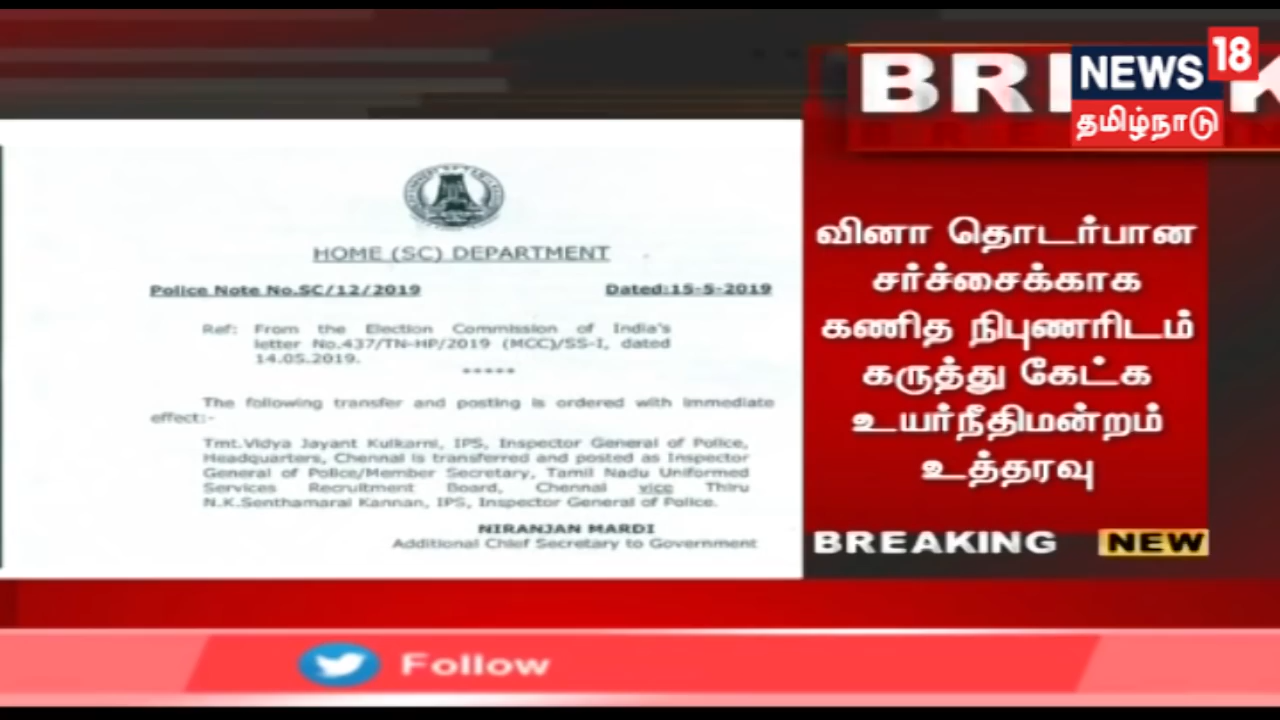 BR
NEWS
18
தமிழ்நாடு
K
HOME (SC) DEPARTMENT
Police Note No.SC/12/2019 Dated:15-5-2019
Ref: From the Election Commission of India's
letter No.437/TN-HP/2019 (MCC)/SS-I, dated
14.05.2019.
*****
The following transfer and posting is ordered with immediate
effect:-
Tmt.Vidya Jayant Kulkarni, IPS, Inspector General of Police,
Headquarters, Chennai is transferred and posted as Inspector
General of Police/Member Secretary, Tamil Nadu Uniformed
Services Recruitment Board, Chennai vice Thiru
N.K.Senthamarai Kannan, IPS, Inspector General of Police.
NIRANJAN MARDI
Additional Chief Secretary to Government
வினா தொடர்பான
சர்ச்சைக்காக
கணித நிபுணரிடம்
கருத்து கேட்க
உயர்நீதிமன்றம்
உத்தரவு
BREAKING NEW
Follow